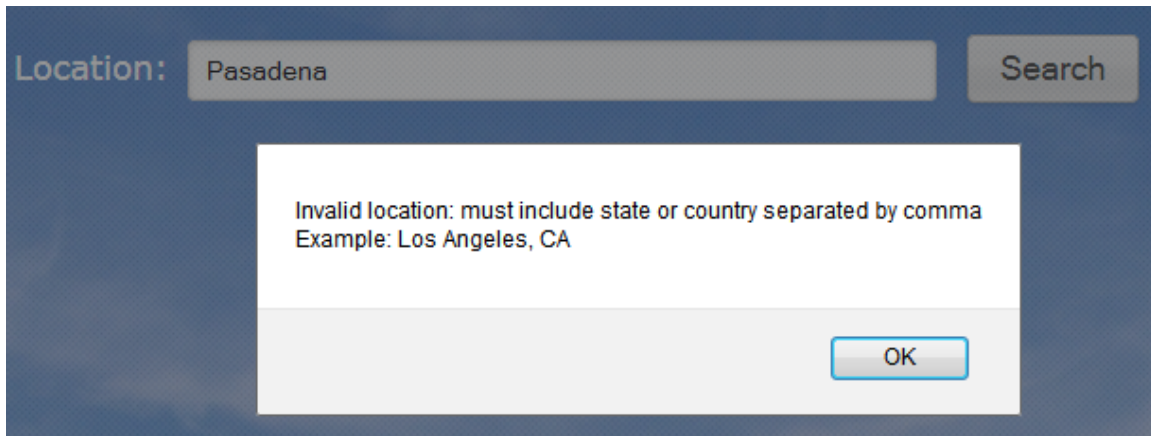 Location: Pasadena Search
Invalid location: must include state or country separated by comma
Example: Los Angeles, CA
OK